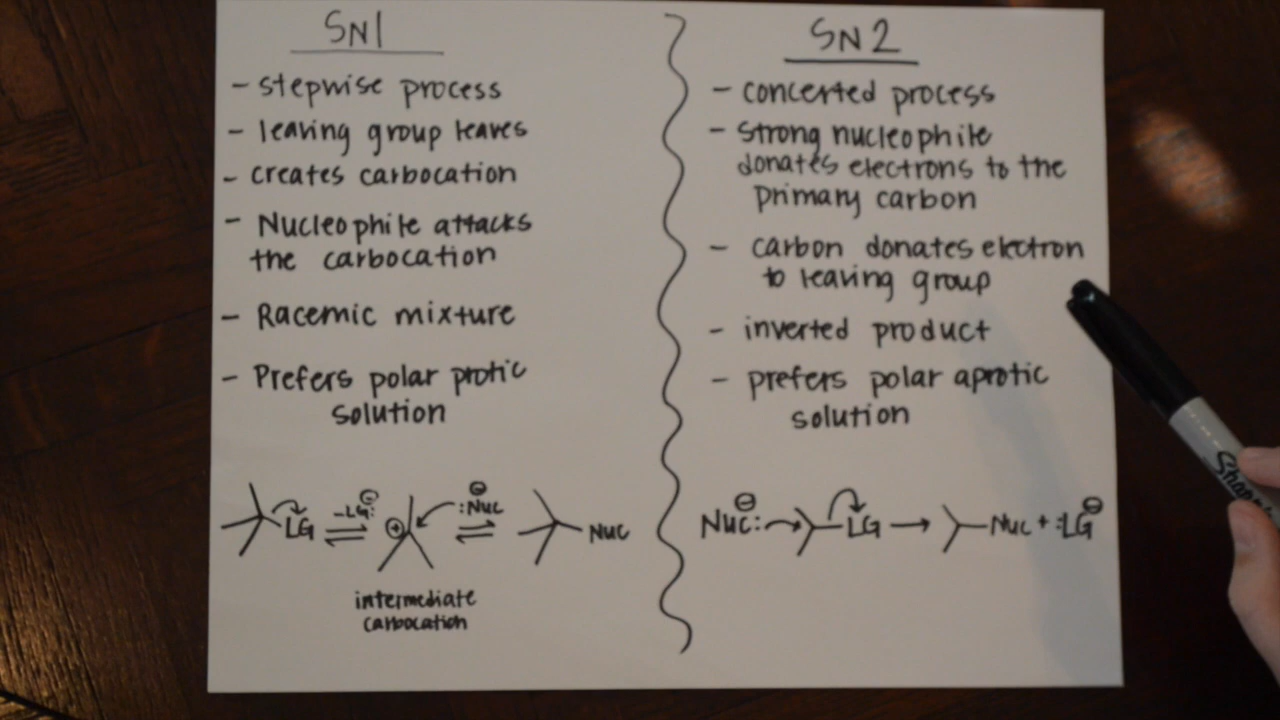 SN1
- stepwise process
- leaving group leaves
- creates carbocation
- Nucleophile attacks
the carbocation
- Racemic mixture
- Prefers polar protic
solution
LG -LG:⊖ ⊕ :Nuc⊖ Nuc
intermediate
carbocation
SN2
- concerted process
- strong nucleophile
donates electrons to the
primary carbon
- carbon donates electron
to leaving group
- inverted product
- prefers polar aprotic
solution
Nuc:⊖ LG → Nuc + :LG⊖
Sharpie